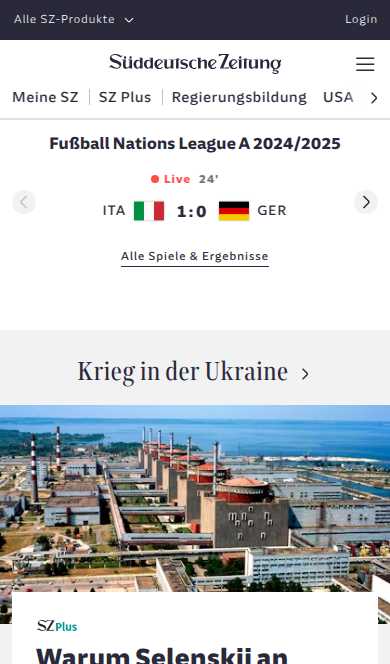 Alle SZ-Produkte
Login
Süddeutsche Zeitung
Meine SZ
SZ Plus
Regierungsbildung
USA
Fußball Nations League A 2024/2025
Live 24'
ITA 1:0 GER
Alle Spiele & Ergebnisse
Krieg in der Ukraine
SZ Plus
Warum Selenskij an